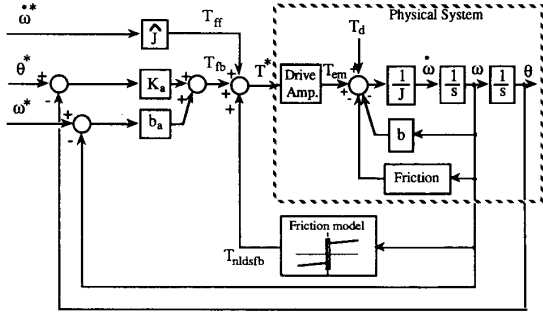 ω̇*
Ĵ
T_ff
Physical System
T_d
θ*
+
-
K_a
T_fb
+
+
+
+
+
T*
Drive
Amp.
T_em
+
+
-
-
1
J
ω̇
1
s
ω
1
s
θ
ω*
+
-
b_a
b
Friction
Friction model
T_nldsfb